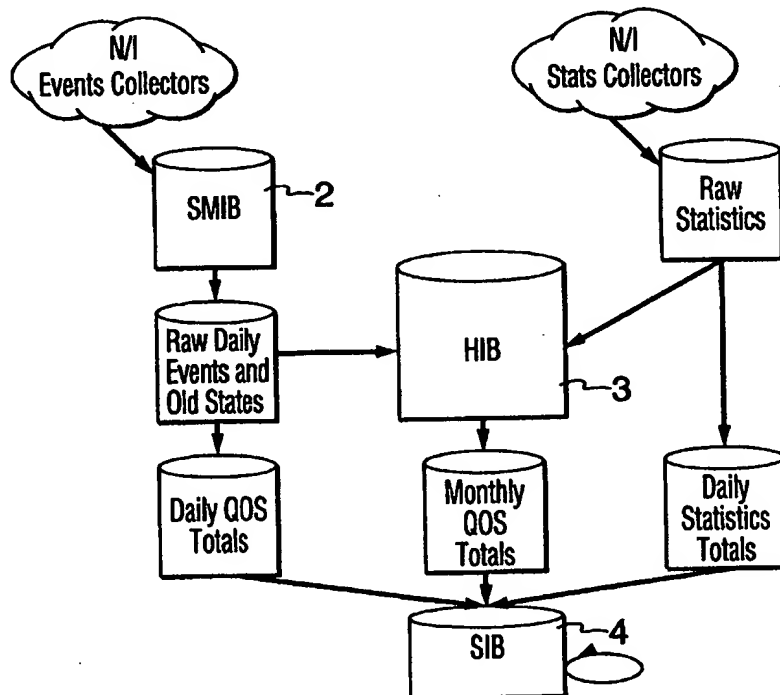 N/I
Events Collectors
N/I
Stats Collectors
SMIB
2
Raw
Statistics
Raw Daily
Events and
Old States
HIB
3
Daily QOS
Totals
Monthly
QOS
Totals
Daily
Statistics
Totals
SIB
4